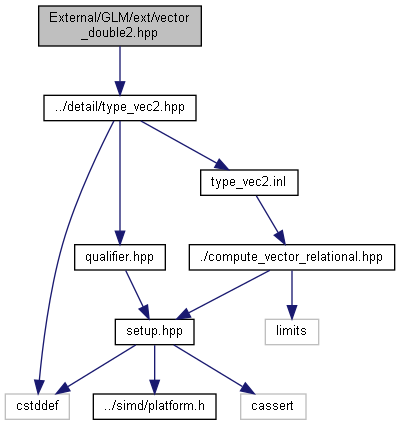 External/GLM/ext/vector
_double2.hpp
../detail/type_vec2.hpp
type_vec2.inl
qualifier.hpp
./compute_vector_relational.hpp
setup.hpp
limits
cstddef
../simd/platform.h
cassert